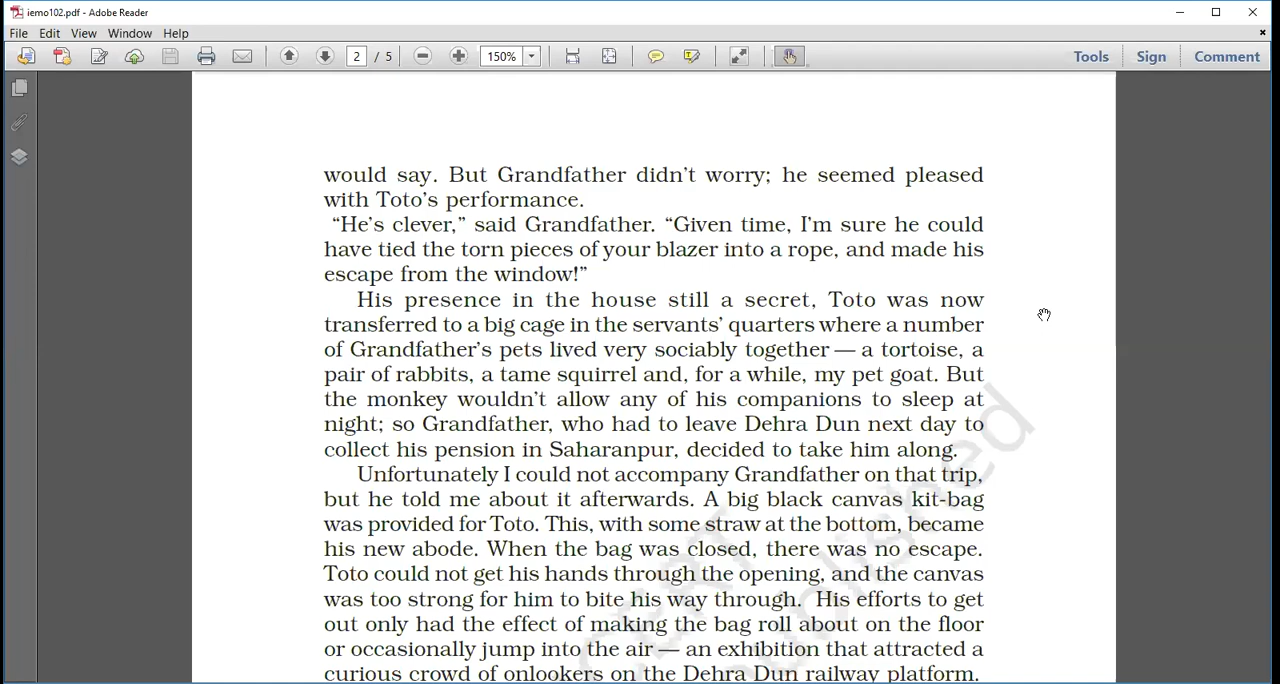 iemo102.pdf - Adobe Reader
File Edit View Window Help
2 / 5 150% Tools Sign Comment
would say. But Grandfather didn't worry; he seemed pleased
with Toto's performance.
“He's clever,” said Grandfather. “Given time, I'm sure he could
have tied the torn pieces of your blazer into a rope, and made his
escape from the window!”
His presence in the house still a secret, Toto was now
transferred to a big cage in the servants' quarters where a number
of Grandfather's pets lived very sociably together — a tortoise, a
pair of rabbits, a tame squirrel and, for a while, my pet goat. But
the monkey wouldn't allow any of his companions to sleep at
night; so Grandfather, who had to leave Dehra Dun next day to
collect his pension in Saharanpur, decided to take him along.
Unfortunately I could not accompany Grandfather on that trip,
but he told me about it afterwards. A big black canvas kit-bag
was provided for Toto. This, with some straw at the bottom, became
his new abode. When the bag was closed, there was no escape.
Toto could not get his hands through the opening, and the canvas
was too strong for him to bite his way through. His efforts to get
out only had the effect of making the bag roll about on the floor
or occasionally jump into the air — an exhibition that attracted a
curious crowd of onlookers on the Dehra Dun railway platform.